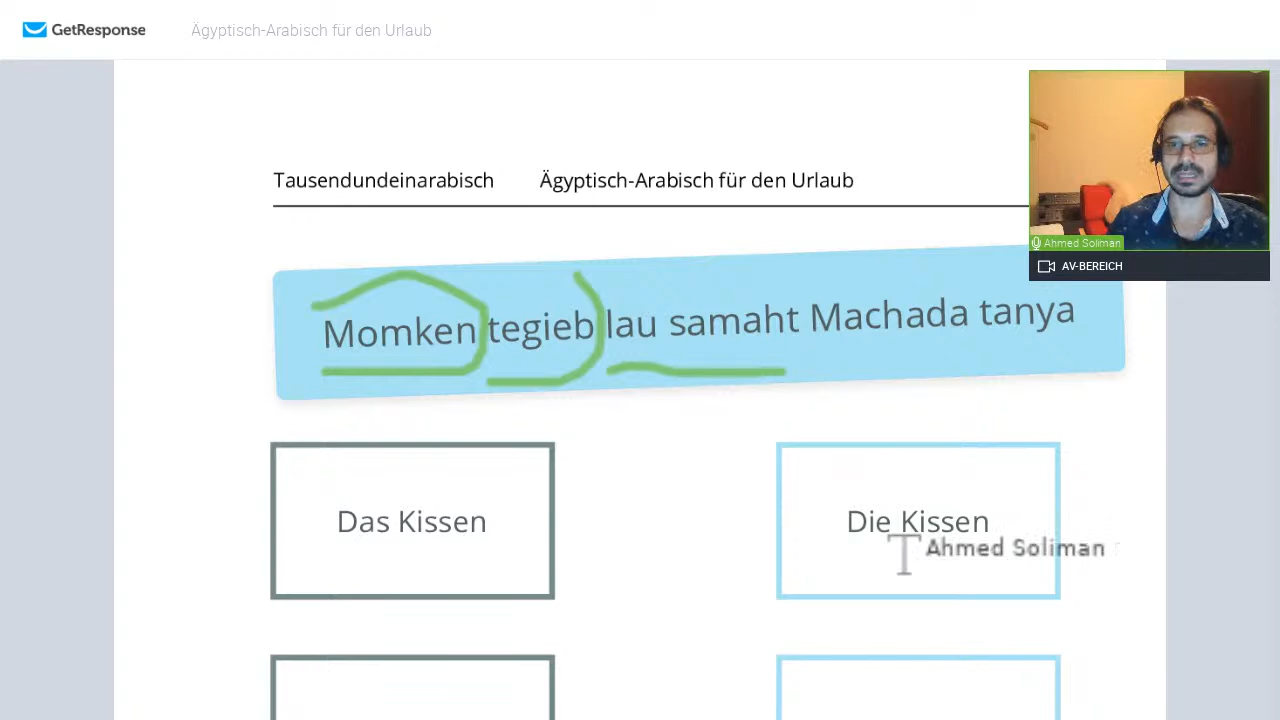 GetResponse
Ägyptisch-Arabisch für den Urlaub
Tausendundeinarabisch Ägyptisch-Arabisch für den Urlaub
Ahmed Soliman
AV-BEREICH
Momken tegieb lau samaht Machada tanya
Das Kissen
Die Kissen
Ahmed Soliman